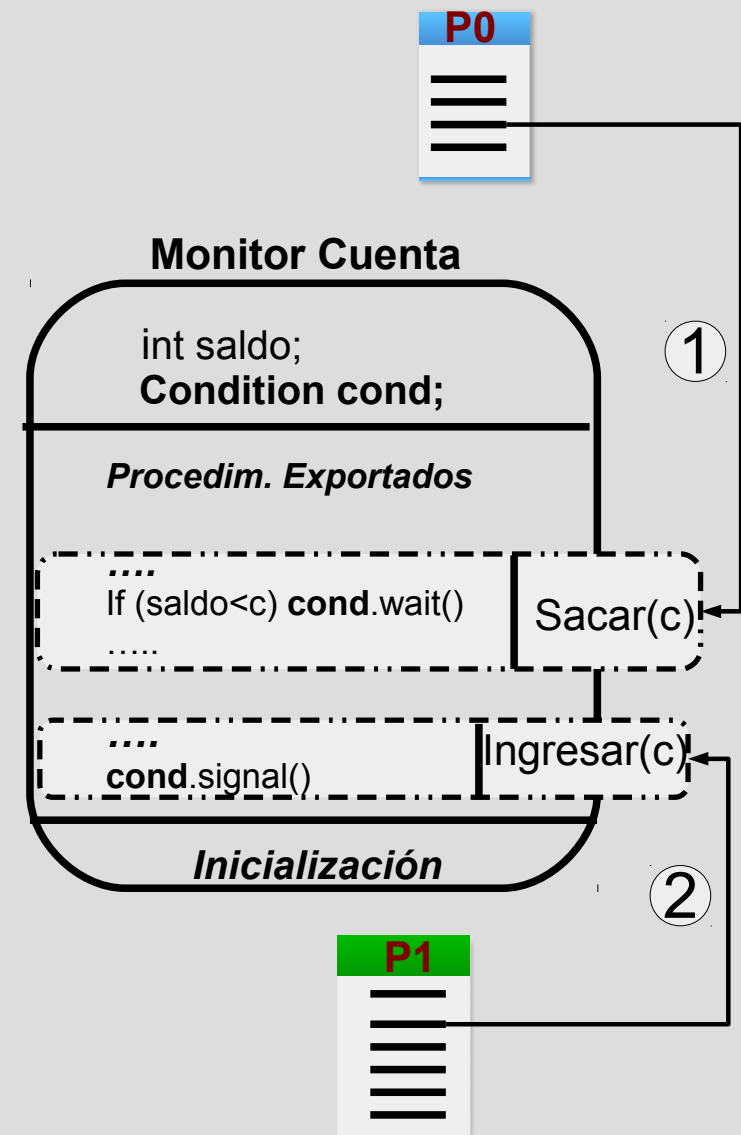 P0
Monitor Cuenta
int saldo;
Condition cond;
1
Procedim. Exportados
....
If (saldo<c) cond.wait()
.....
Sacar(c)
....
cond.signal()
Ingresar(c)
Inicialización
2
P1